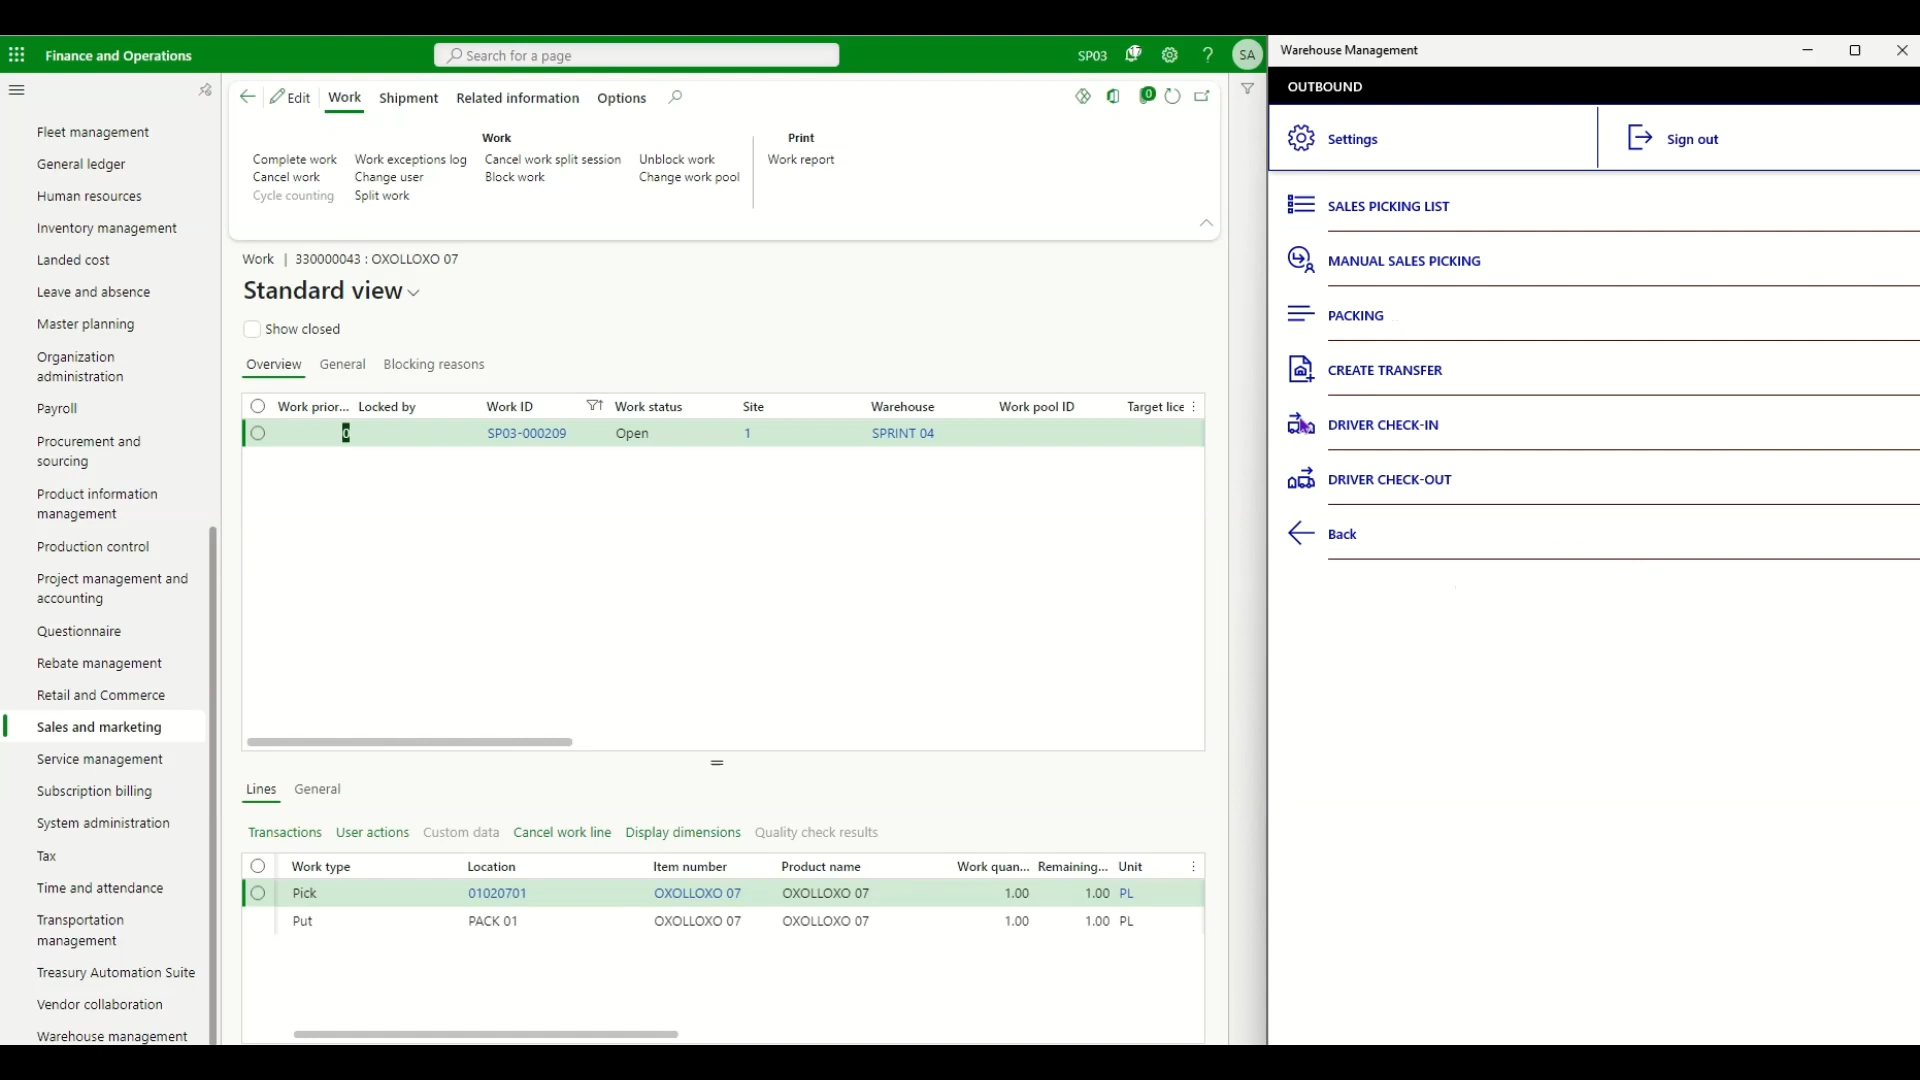 Finance and Operations
Search for a page
SP03
SA
Warehouse Management
OUTBOUND
Settings
Sign out
SALES PICKING LIST
MANUAL SALES PICKING
PACKING
CREATE TRANSFER
DRIVER CHECK-IN
DRIVER CHECK-OUT
Back
Fleet management
General ledger
Human resources
Inventory management
Landed cost
Leave and absence
Master planning
Organization
administration
Payroll
Procurement and
sourcing
Product information
management
Production control
Project management and
accounting
Questionnaire
Rebate management
Retail and Commerce
Sales and marketing
Service management
Subscription billing
System administration
Tax
Time and attendance
Transportation
management
Treasury Automation Suite
Vendor collaboration
Warehouse management
Edit Work Shipment Related information Options
0
Work Print
Complete work Work exceptions log Cancel work split session Unblock work Work report
Cancel work Change user Block work Change work pool
Cycle counting Split work
Work | 330000043 : OXOLLOXO 07
Standard view
Show closed
Overview General Blocking reasons
Work prior... Locked by Work ID Work status Site Warehouse Work pool ID Target lice
0 SP03-000209 Open 1 SPRINT 04
Lines General
Transactions User actions Custom data Cancel work line Display dimensions Quality check results
Work type Location Item number Product name Work quan... Remaining... Unit
Pick 01020701 OXOLLOXO 07 OXOLLOXO 07 1.00 1.00 PL
Put PACK 01 OXOLLOXO 07 OXOLLOXO 07 1.00 1.00 PL